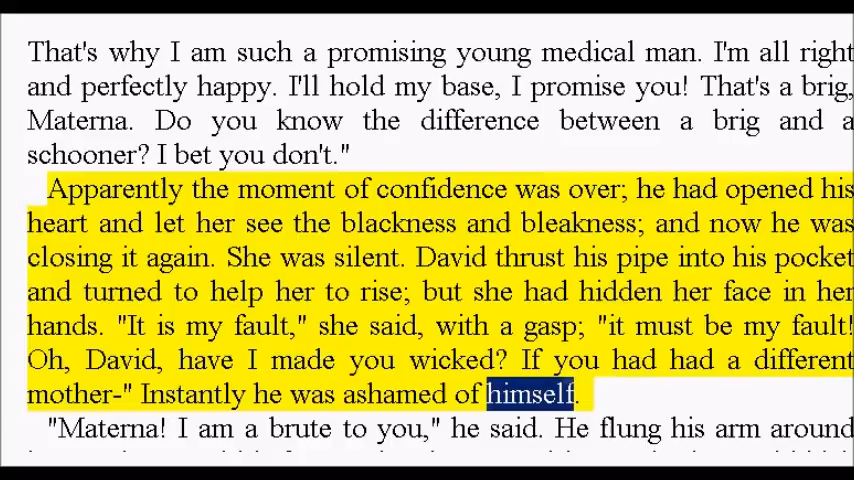 That's why I am such a promising young medical man. I'm all right
and perfectly happy. I'll hold my base, I promise you! That's a brig,
Materna. Do you know the difference between a brig and a
schooner? I bet you don't."
Apparently the moment of confidence was over; he had opened his
heart and let her see the blackness and bleakness; and now he was
closing it again. She was silent. David thrust his pipe into his pocket
and turned to help her to rise; but she had hidden her face in her
hands. "It is my fault," she said, with a gasp; "it must be my fault!
Oh, David, have I made you wicked? If you had had a different
mother-" Instantly he was ashamed of himself.
"Materna! I am a brute to you," he said. He flung his arm around